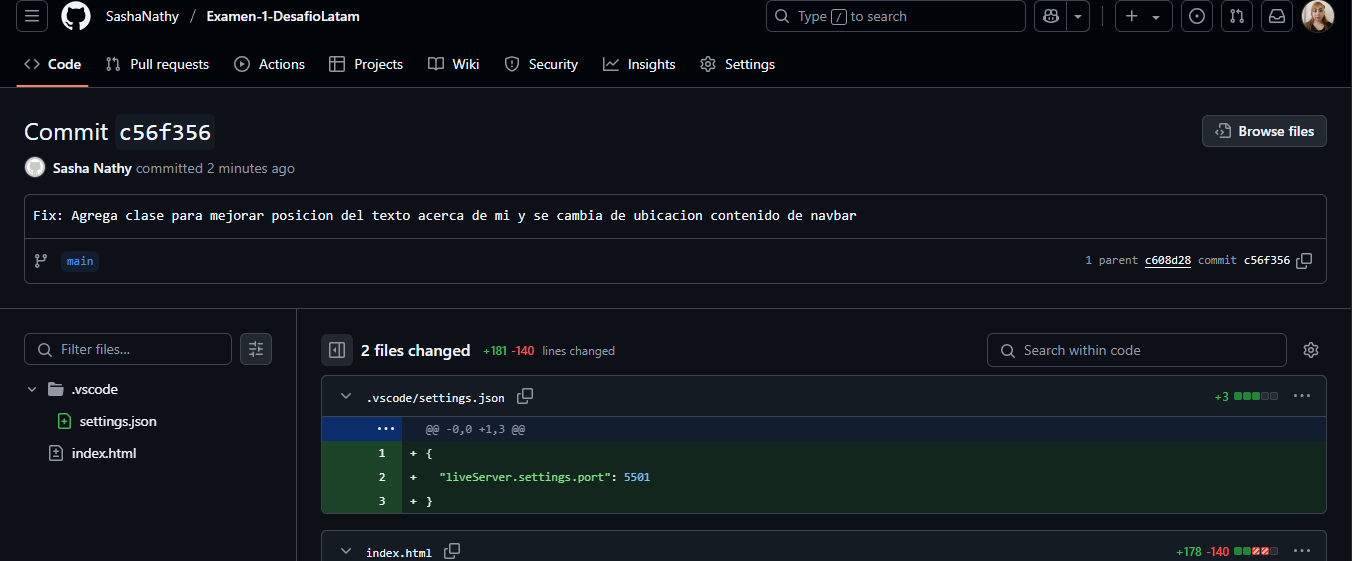 SashaNathy / Examen-1-DesafioLatam Type / to search
Code Pull requests Actions Projects Wiki Security Insights Settings
Commit c56f356 Browse files
Sasha Nathy committed 2 minutes ago
Fix: Agrega clase para mejorar posicion del texto acerca de mi y se cambia de ubicacion contenido de navbar
main 1 parent c608d28 commit c56f356
Filter files...
.vscode
settings.json
index.html
2 files changed +181 -140 lines changed Search within code
.vscode/settings.json +3
@@ -0,0 +1,3 @@
1 + {
2 + "liveServer.settings.port": 5501
3 + }
index.html +178 -140